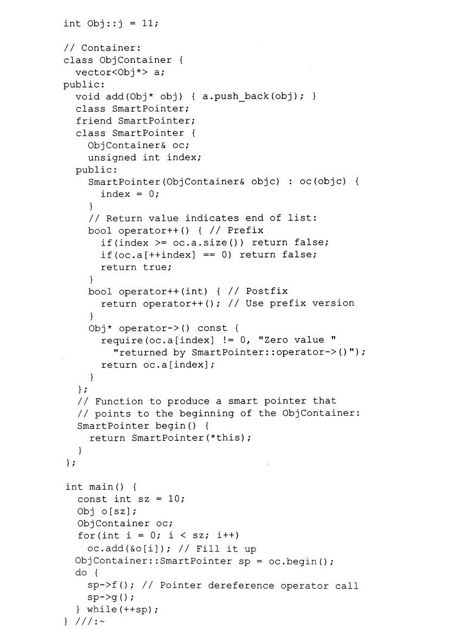 int Obj::j = 11;

// Container:
class ObjContainer {
  vector<Obj*> a;
public:
  void add(Obj* obj) { a.push_back(obj); }
  class SmartPointer;
  friend SmartPointer;
  class SmartPointer {
    ObjContainer& oc;
    unsigned int index;
  public:
    SmartPointer(ObjContainer& objc) : oc(objc) {
      index = 0;
    }
    // Return value indicates end of list:
    bool operator++() { // Prefix
      if(index >= oc.a.size()) return false;
      if(oc.a[++index] == 0) return false;
      return true;
    }
    bool operator++(int) { // Postfix
      return operator++(); // Use prefix version
    }
    Obj* operator->() const {
      require(oc.a[index] != 0, "Zero value "
        "returned by SmartPointer::operator->()");
      return oc.a[index];
    }
  };
  // Function to produce a smart pointer that
  // points to the beginning of the ObjContainer:
  SmartPointer begin() {
    return SmartPointer(*this);
  }
};

int main() {
  const int sz = 10;
  Obj o[sz];
  ObjContainer oc;
  for(int i = 0; i < sz; i++)
    oc.add(&o[i]); // Fill it up
  ObjContainer::SmartPointer sp = oc.begin();
  do {
    sp->f(); // Pointer dereference operator call
    sp->g();
  } while(++sp);
} ///:~